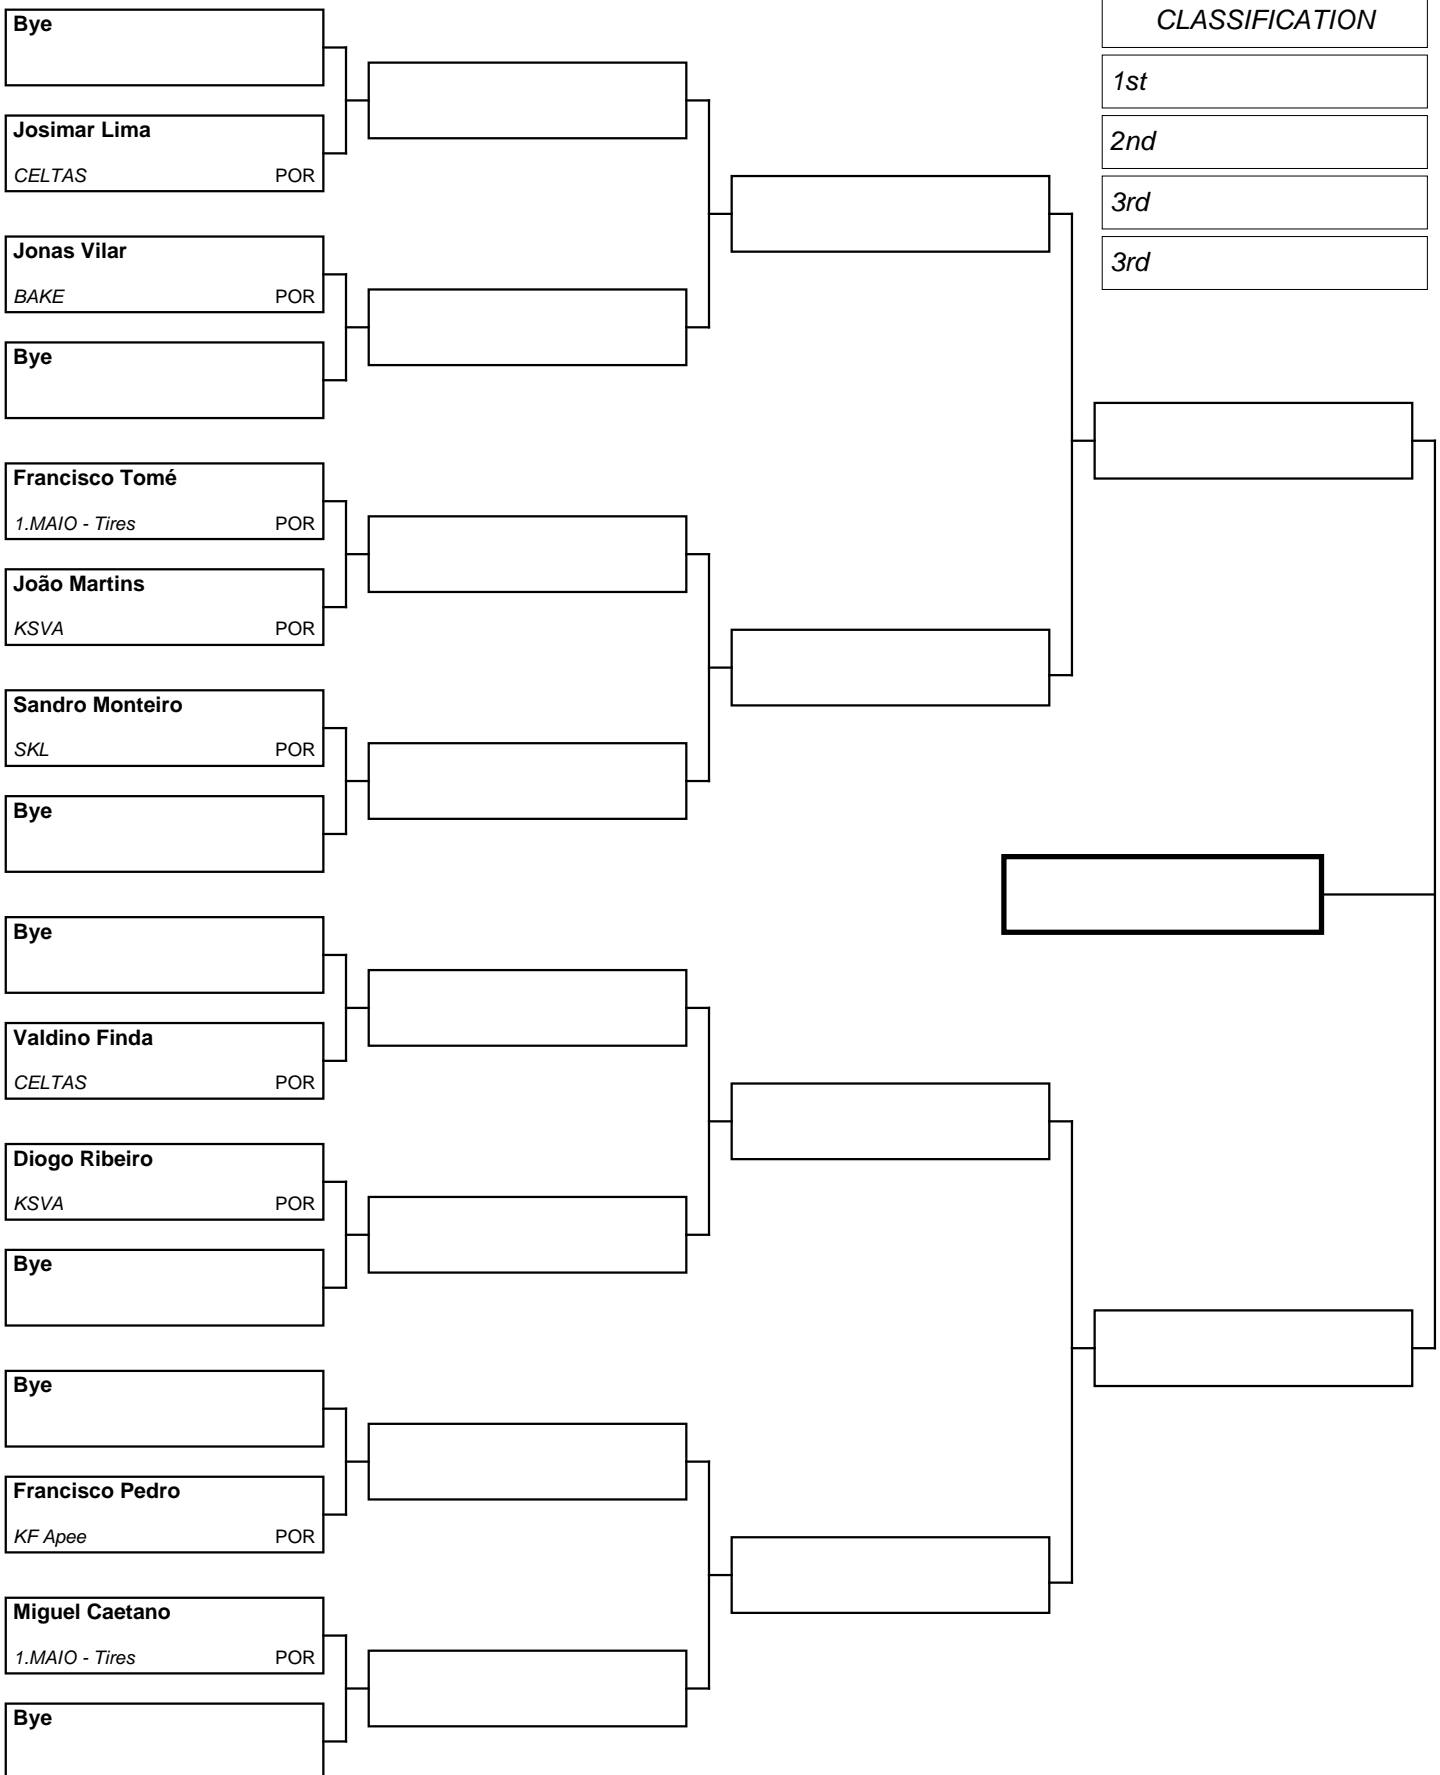 CLASSIFICATION
1st
2nd
3rd
3rd
Bye
Josimar Lima
CELTAS POR
Jonas Vilar
BAKE POR
Bye
Francisco Tomé
1.MAIO - Tires POR
João Martins
KSVA POR
Sandro Monteiro
SKL POR
Bye
Bye
Valdino Finda
CELTAS POR
Diogo Ribeiro
KSVA POR
Bye
Bye
Francisco Pedro
KF Apee POR
Miguel Caetano
1.MAIO - Tires POR
Bye